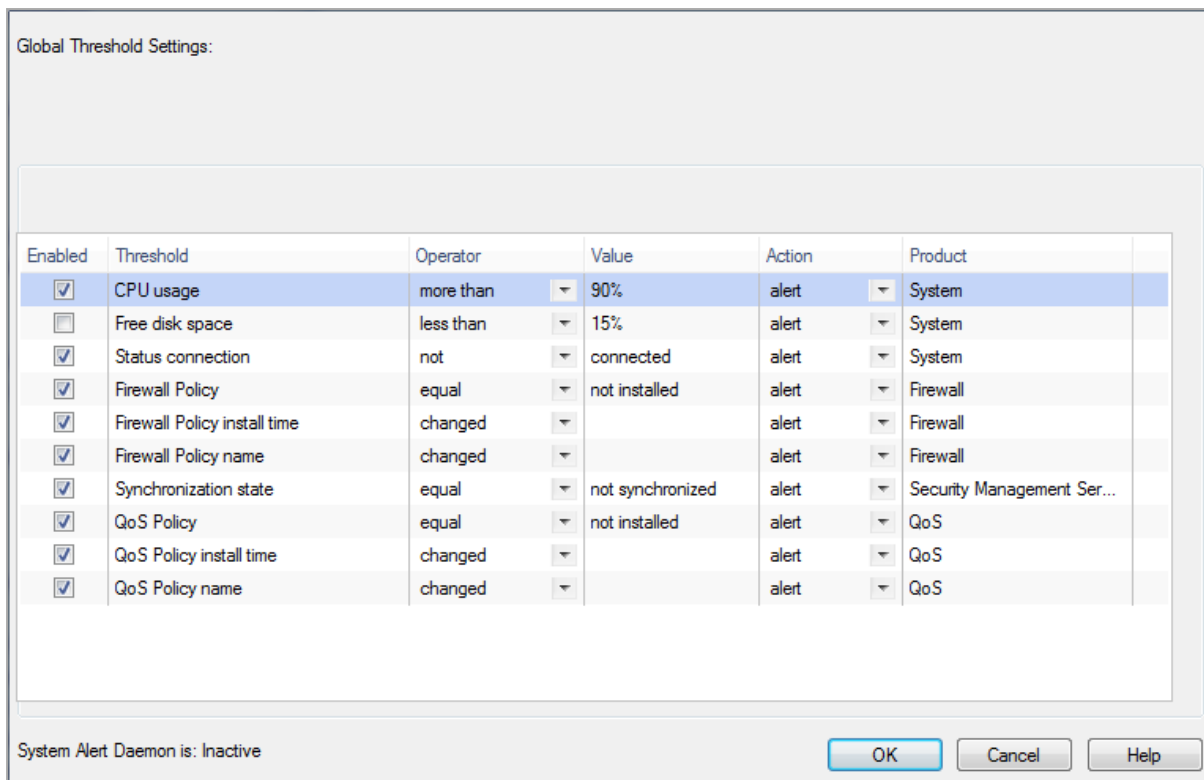 Global Threshold Settings:
Enabled Threshold Operator Value Action Product
CPU usage more than 90% alert System
Free disk space less than 15% alert System
Status connection not connected alert System
Firewall Policy equal not installed alert Firewall
Firewall Policy install time changed alert Firewall
Firewall Policy name changed alert Firewall
Synchronization state equal not synchronized alert Security Management Ser...
QoS Policy equal not installed alert QoS
QoS Policy install time changed alert QoS
QoS Policy name changed alert QoS
System Alert Daemon is: Inactive OK Cancel Help